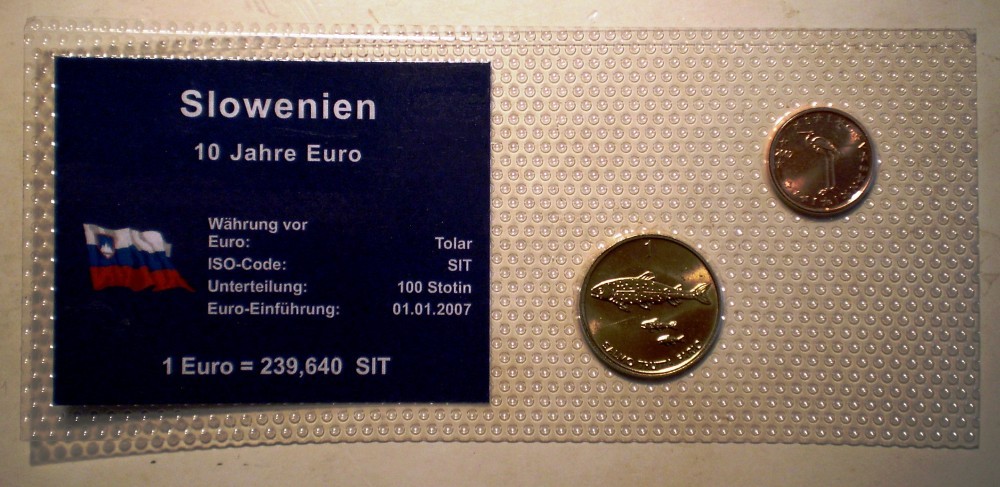 Slowenien
10 Jahre Euro
Währung vor
Euro: Tolar
ISO-Code: SIT
Unterteilung: 100 Stotin
Euro-Einführung: 01.01.2007
1 Euro = 239,640 SIT
1